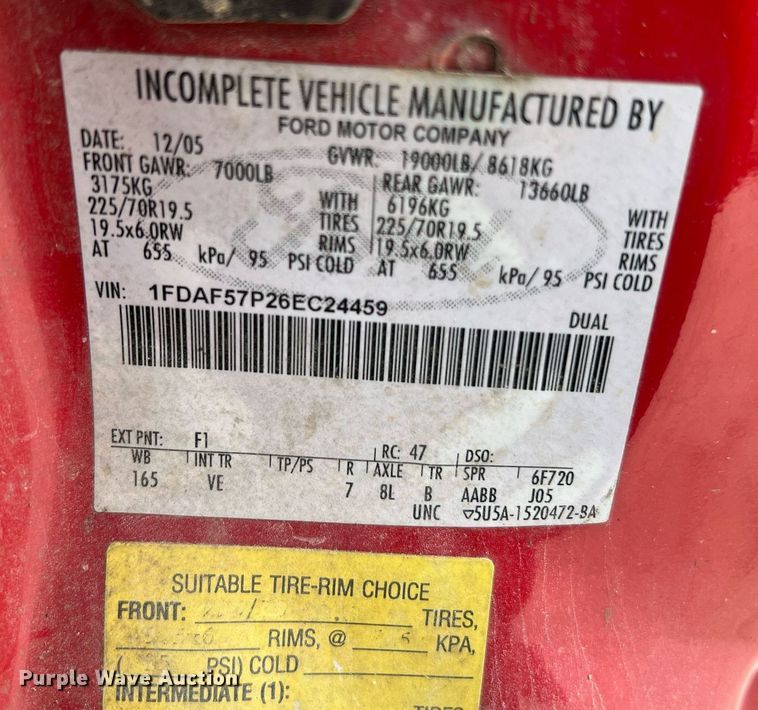 INCOMPLETE VEHICLE MANUFACTURED BY
FORD MOTOR COMPANY
DATE: 12/05 GVWR: 19000LB/ 8618KG
FRONT GAWR: 7000LB REAR GAWR: 13660LB
3175KG WITH 6196KG WITH
225/70R19.5 TIRES 225/70R19.5 TIRES
19.5x6.0RW RIMS 19.5x6.0RW RIMS
AT 655 kPa/ 95 PSI COLD AT 655 kPa/ 95 PSI COLD
VIN: 1FDAF57P26EC24459 DUAL
EXT PNT: F1 RC: 47 DSO:
WB INT TR TP/PS R AXLE TR SPR 6F720
165 VE 7 8L B AABB J05
UNC ▽5U5A-1520472-BA
SUITABLE TIRE-RIM CHOICE
FRONT: TIRES,
RIMS, @ KPA,
( PSI) COLD
INTERMEDIATE (1):
TIRES
Purple Wave Auction